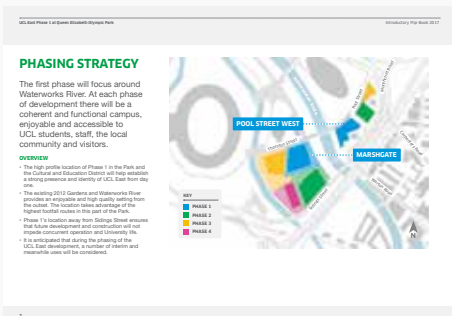 UCL East Phase 1 at Queen Elizabeth Olympic Park
Introductory Flip Book 2017
PHASING STRATEGY
The first phase will focus around
Waterworks River. At each phase
of development there will be a
coherent and functional campus,
enjoyable and accessible to
UCL students, staff, the local
community and visitors.
OVERVIEW
• The high profile location of Phase 1 in the Park and
the Cultural and Education District will help establish
a strong presence and identity of UCL East from day
one.
• The existing 2012 Gardens and Waterworks River
provides an enjoyable and high quality setting from
the outset. The location takes advantage of the
highest footfall routes in this part of the Park.
• Phase 1's location away from Sidings Street ensures
that future development and construction will not
impede concurrent operation and University life.
• It is anticipated that during the phasing of the
UCL East development, a number of interim and
meanwhile uses will be considered.
POOL STREET WEST
MARSHGATE
Pool Street
KEY
PHASE 1
PHASE 2
PHASE 3
PHASE 4
N